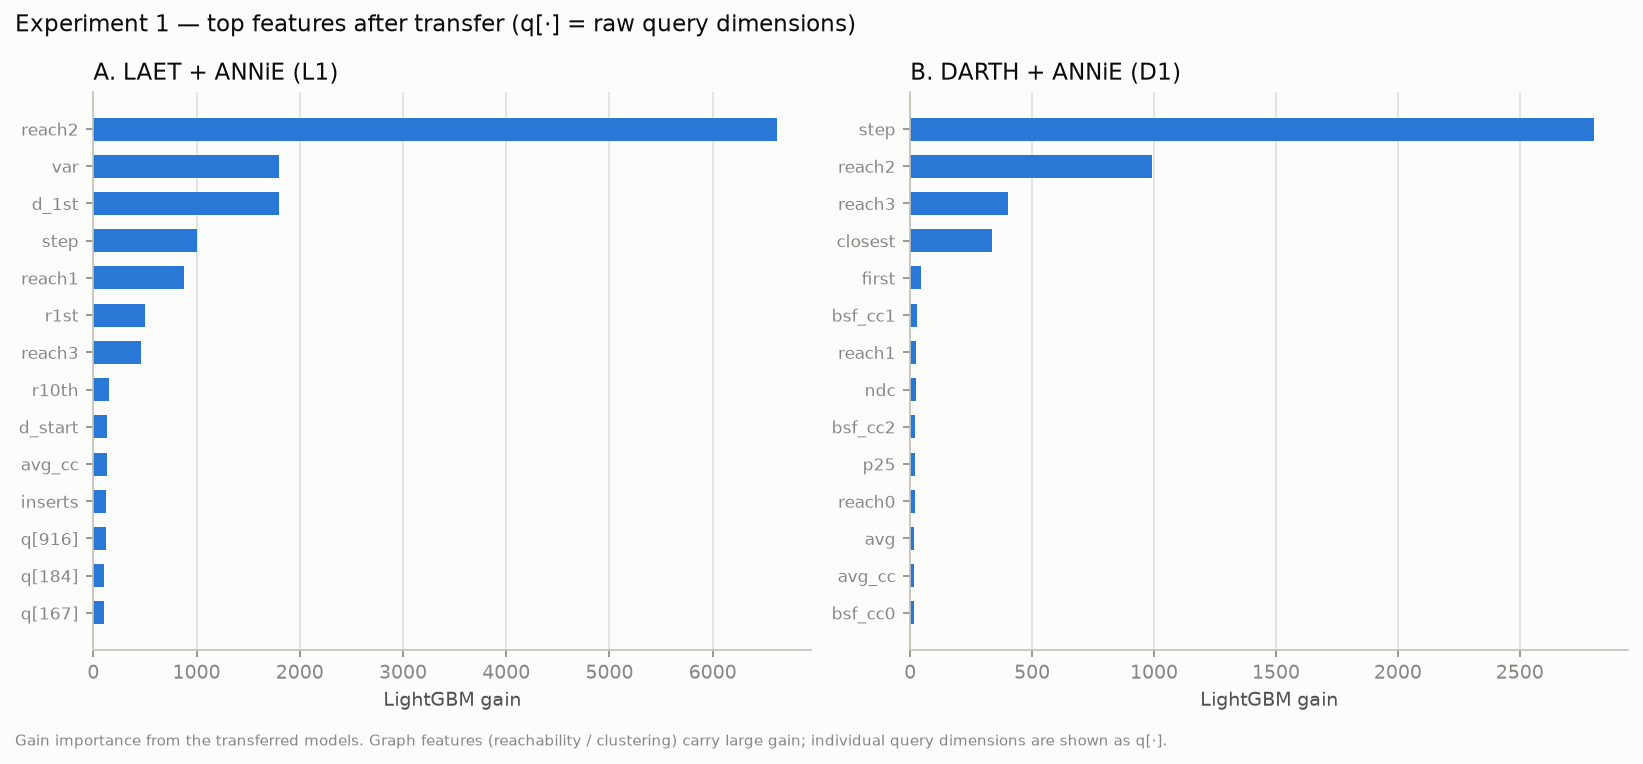 Experiment 1 — top features after transfer (q[·] = raw query dimensions)
A. LAET + ANNiE (L1)
reach2
var
d_1st
step
reach1
r1st
reach3
r10th
d_start
avg_cc
inserts
q[916]
q[184]
q[167]
0 1000 2000 3000 4000 5000 6000
LightGBM gain
B. DARTH + ANNiE (D1)
step
reach2
reach3
closest
first
bsf_cc1
reach1
ndc
bsf_cc2
p25
reach0
avg
avg_cc
bsf_cc0
0 500 1000 1500 2000 2500
LightGBM gain
Gain importance from the transferred models. Graph features (reachability / clustering) carry large gain; individual query dimensions are shown as q[·].